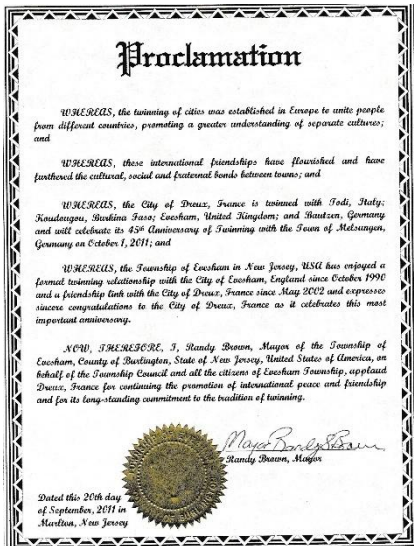 Proclamation
WHEREAS, the twinning of cities was established in Europe to unite people
from different countries, promoting a greater understanding of separate cultures;
and
WHEREAS, these international friendships have flourished and have
furthered the cultural, social and fraternal bonds between towns; and
WHEREAS, the City of Dreux, France is twinned with Todi, Italy;
Koudougou, Burkina Faso; Evesham, United Kingdom; and Bautzen, Germany
and will celebrate its 45th Anniversary of Twinning with the Town of Melsungen,
Germany on October 1, 2011; and
WHEREAS, the Township of Evesham in New Jersey, USA has enjoyed a
formal twinning relationship with the City of Evesham, England since October 1990
and a friendship link with the City of Dreux, France since May 2002 and expresses
sincere congratulations to the City of Dreux, France as it celebrates this most
important anniversary.
NOW, THEREFORE, I, Randy Brown, Mayor of the Township of
Evesham, County of Burlington, State of New Jersey, United States of America, on
behalf of the Township Council and all the citizens of Evesham Township, applaud
Dreux, France for continuing the promotion of international peace and friendship
and for its long-standing commitment to the tradition of twinning.
Mayor Randy Brown
Randy Brown, Mayor
Dated this 20th day
of September, 2011 in
Marlton, New Jersey